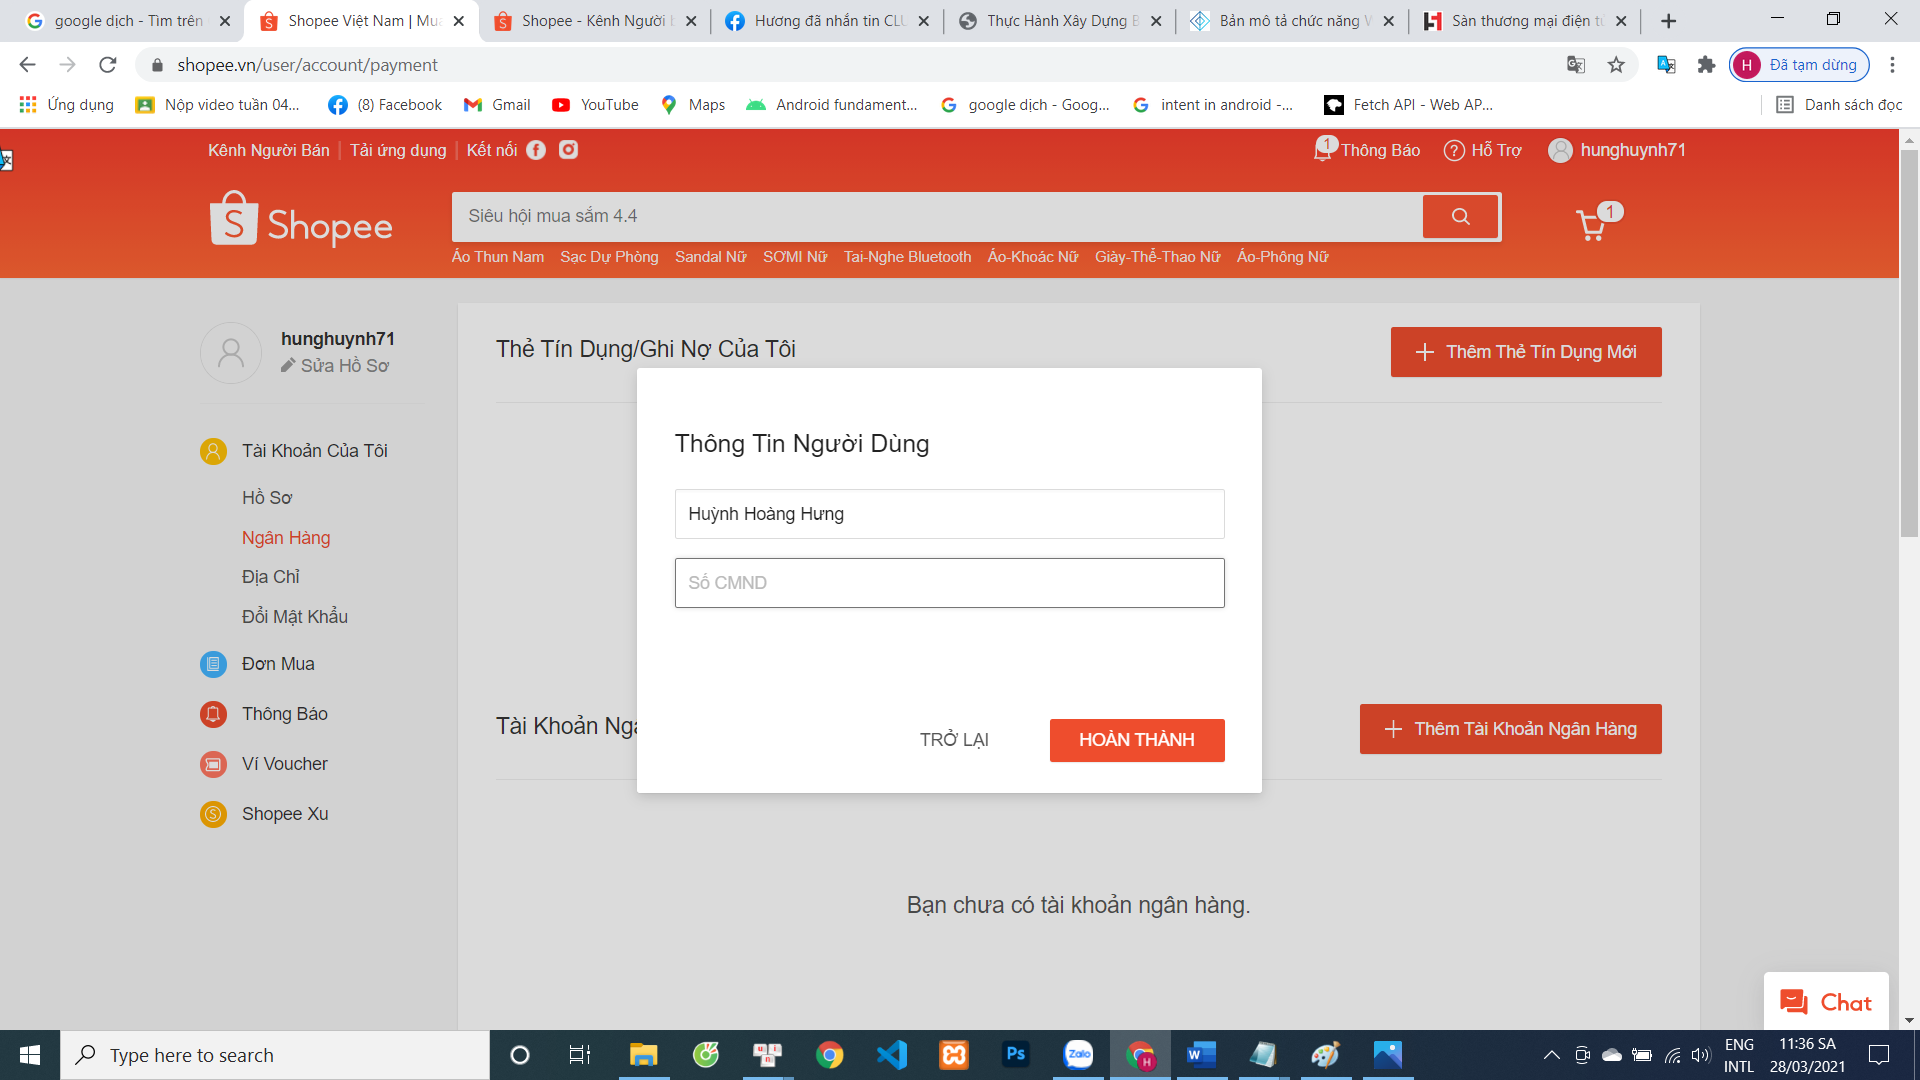 google dịch - Tìm trên
Shopee Việt Nam | Mua
Shopee - Kênh Người b
Hương đã nhắn tin CLU
Thực Hành Xây Dựng B
Bản mô tả chức năng W
Sàn thương mại điện tử
shopee.vn/user/account/payment
H
Đã tạm dừng
Ứng dụng
Nộp video tuần 04...
(8) Facebook
Gmail
YouTube
Maps
Android fundament...
google dịch - Goog...
intent in android -...
Fetch API - Web AP...
Danh sách đọc
Kênh Người Bán
Tải ứng dụng
Kết nối
1
Thông Báo
Hỗ Trợ
hunghuynh71
Shopee
Siêu hội mua sắm 4.4
1
Áo Thun Nam Sạc Dự Phòng Sandal Nữ SƠMI Nữ Tai-Nghe Bluetooth Áo-Khoác Nữ Giày-Thể-Thao Nữ Áo-Phông Nữ
hunghuynh71
Sửa Hồ Sơ
Tài Khoản Của Tôi
Hồ Sơ
Ngân Hàng
Địa Chỉ
Đổi Mật Khẩu
Đơn Mua
Thông Báo
Ví Voucher
Shopee Xu
Thẻ Tín Dụng/Ghi Nợ Của Tôi
Thêm Thẻ Tín Dụng Mới
Thông Tin Người Dùng
Huỳnh Hoàng Hưng
Số CMND
TRỞ LẠI
HOÀN THÀNH
Tài Khoản Ngâ
Thêm Tài Khoản Ngân Hàng
Bạn chưa có tài khoản ngân hàng.
Chat
Type here to search
Ps
Zalo
H
W
ENG
INTL
11:36 SA
28/03/2021